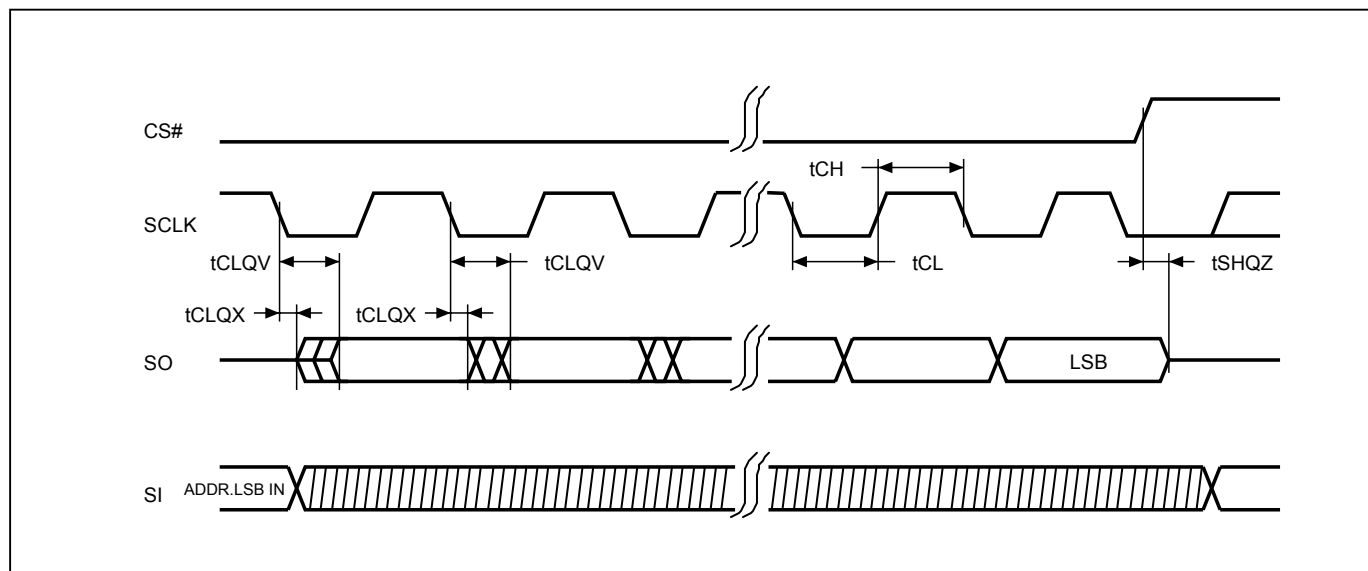 CS#
tCH
SCLK
tCLQV
tCLQV
tCL
tSHQZ
tCLQX
tCLQX
SO
LSB
SI
ADDR.LSB IN